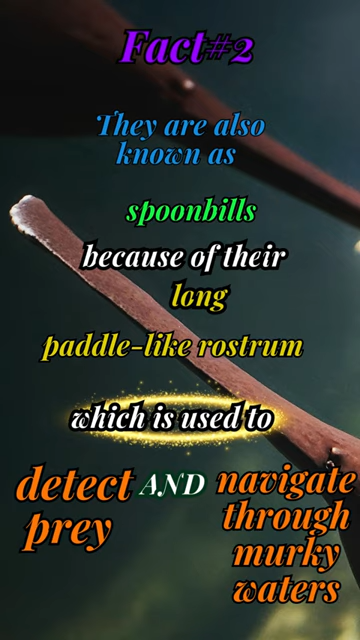 Fact#2
They are also
known as
spoonbills
because of their
long
paddle-like rostrum
which is used to
detect
prey
AND
navigate
through
murky
waters